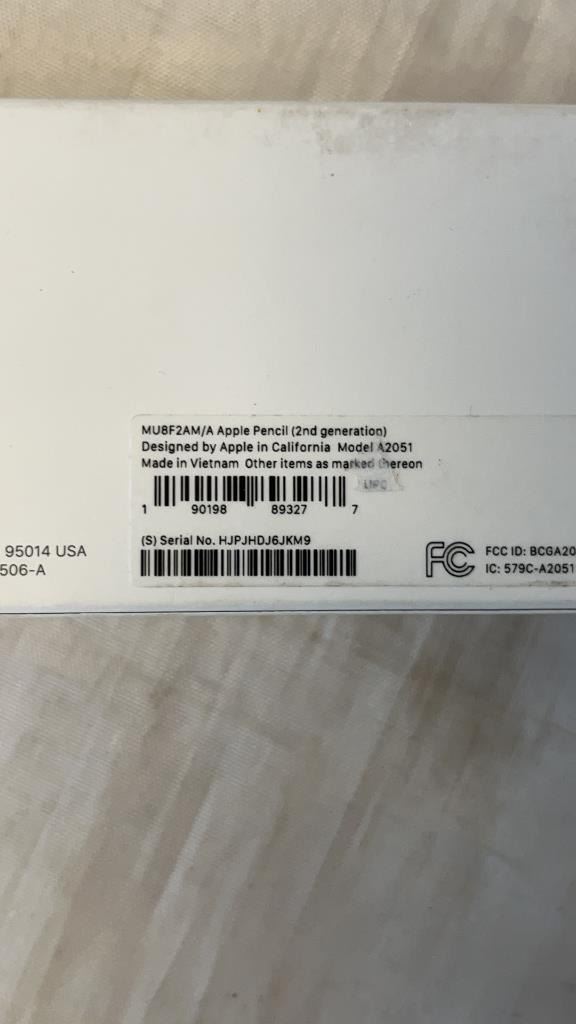 MU8F2AM/A Apple Pencil (2nd generation)
Designed by Apple in California Model A2051
Made in Vietnam Other items as marked thereon
UPC
1 90198 89327 7
(S) Serial No. HJPJHDJ6JKM9
95014 USA
506-A
FC
FCC ID: BCGA20
IC: 579C-A2051